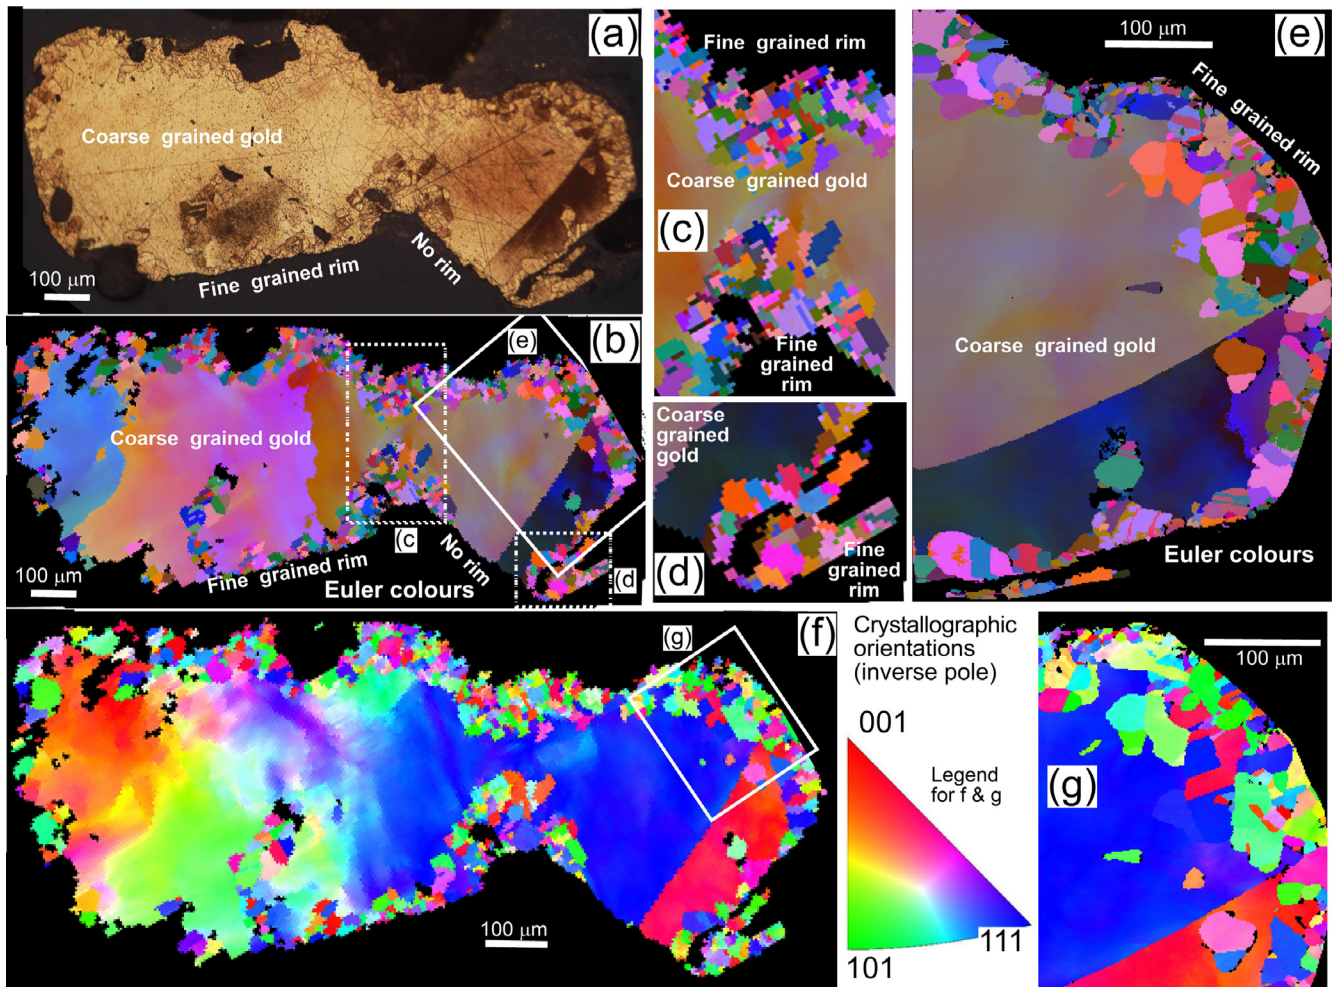 (a)
Coarse grained gold
No rim
100 µm
Fine grained rim
(b)
(e)
Coarse grained gold
(c)
No rim
(d)
100 µm
Fine grained rim
Euler colours
Fine grained rim
Coarse grained gold
(c)
Fine
grained
rim
Coarse
grained
gold
(d)
Fine
grained
rim
100 µm
(e)
Fine grained rim
Coarse grained gold
Euler colours
(f)
(g)
100 µm
Crystallographic
orientations
(inverse pole)
001
Legend
for f & g
111
101
100 µm
(g)